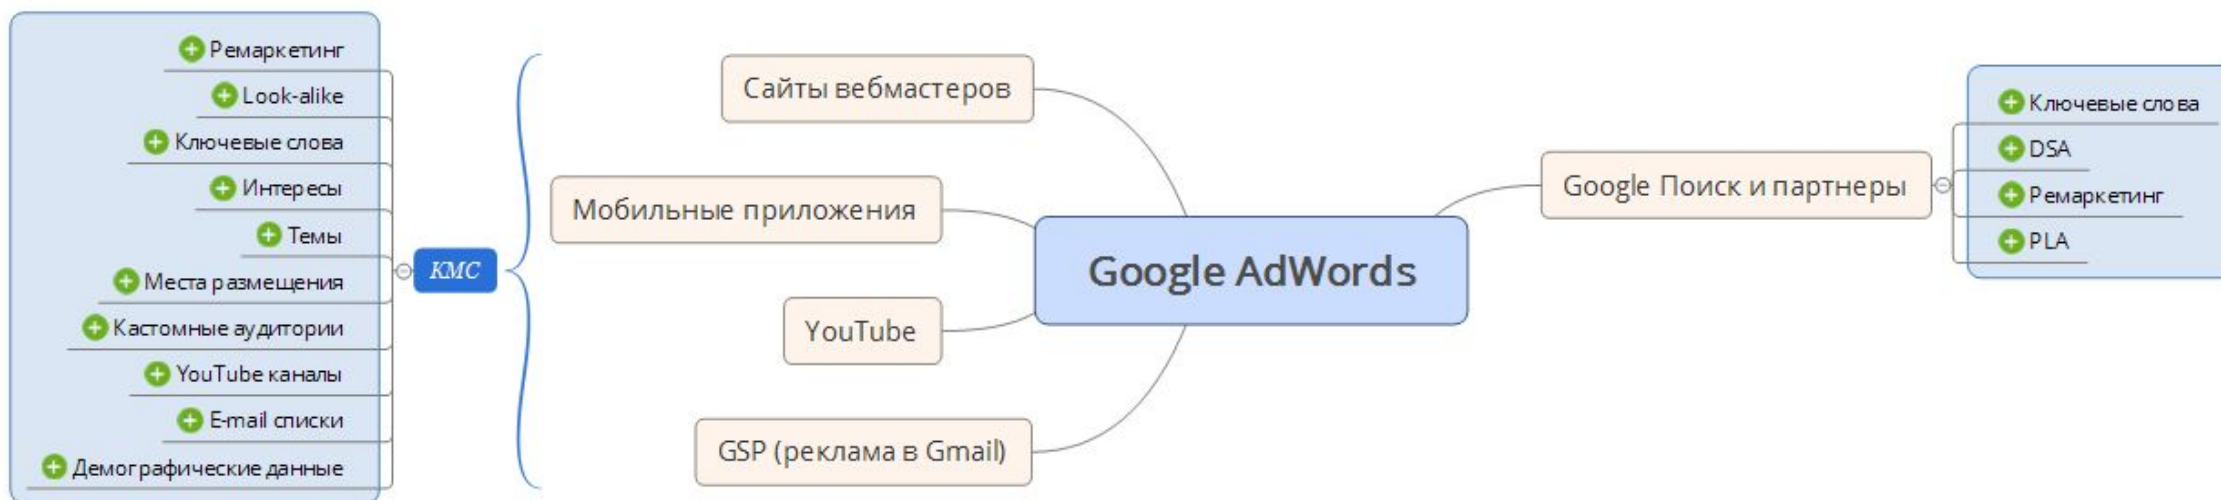 Ремаркетинг
Look-alike
Ключевые слова
Интересы
Темы
Места размещения
Кастомные аудитории
YouTube каналы
E-mail списки
Демографические данные
КМС
Сайты вебмастеров
Мобильные приложения
YouTube
GSP (реклама в Gmail)
Google AdWords
Google Поиск и партнеры
Ключевые слова
DSA
Ремаркетинг
PLA